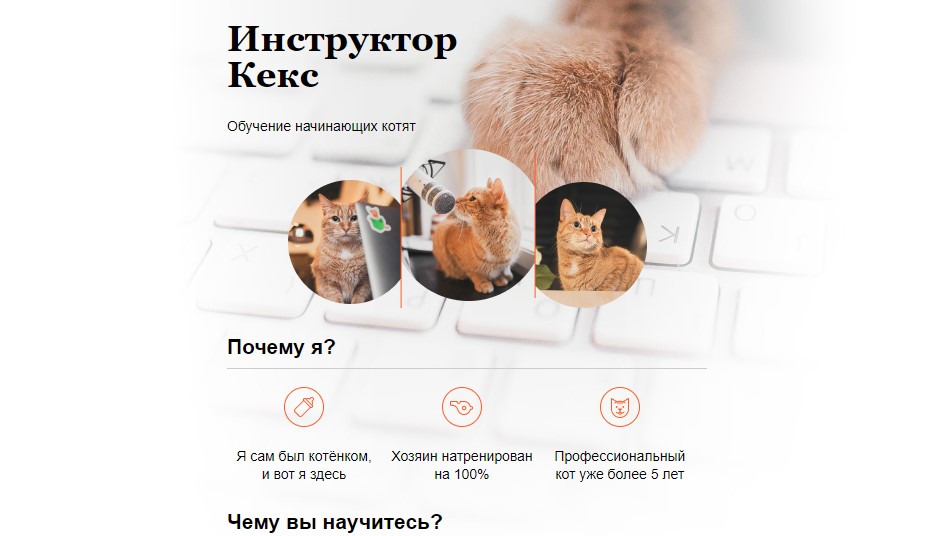 Инструктор
Кекс
Обучение начинающих котят
Почему я?
Я сам был котёнком,
и вот я здесь
Хозяин натренирован
на 100%
Профессиональный
кот уже более 5 лет
Чему вы научитесь?